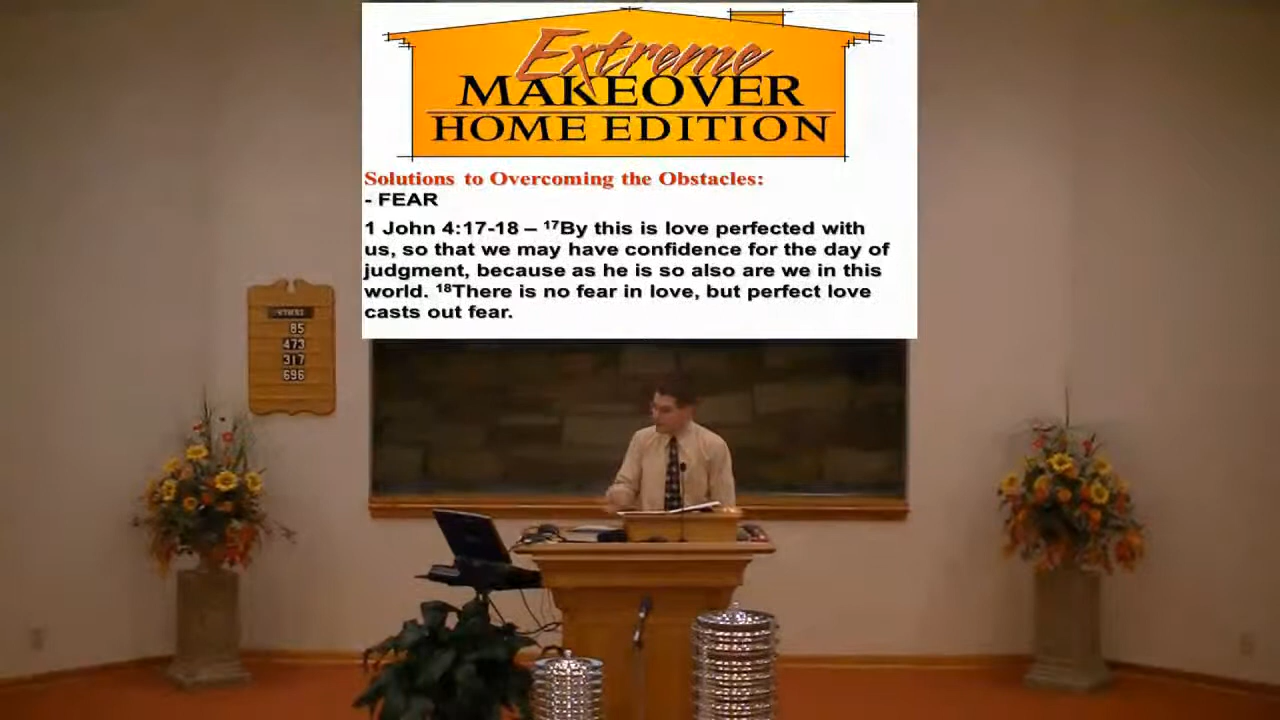 Extreme
MAKEOVER
HOME EDITION
Solutions to Overcoming the Obstacles:
- FEAR
1 John 4:17-18 – ¹⁷By this is love perfected with
us, so that we may have confidence for the day of
judgment, because as he is so also are we in this
world. ¹⁸There is no fear in love, but perfect love
casts out fear.
HYMNS
85
473
317
696